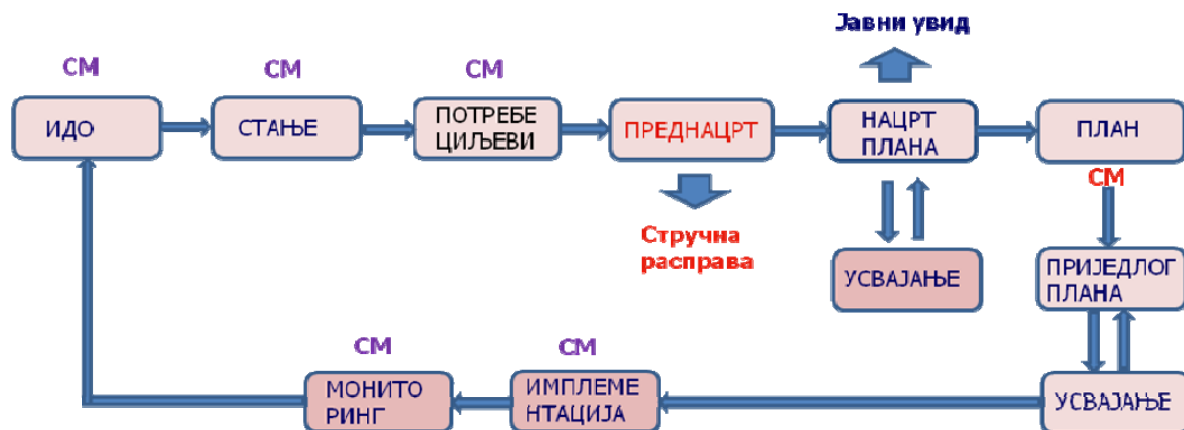 Јавни увид
СМ
СМ
СМ
ИДО
СТАЊЕ
ПОТРЕБЕ
ЦИЉЕВИ
ПРЕДНАЦРТ
НАЦРТ
ПЛАНА
ПЛАН
СМ
Стручна
расправа
УСВАЈАЊЕ
ПРИЈЕДЛОГ
ПЛАНА
СМ
СМ
МОНИТО
РИНГ
ИМПЛЕМЕ
НТАЦИЈА
УСВАЈАЊЕ